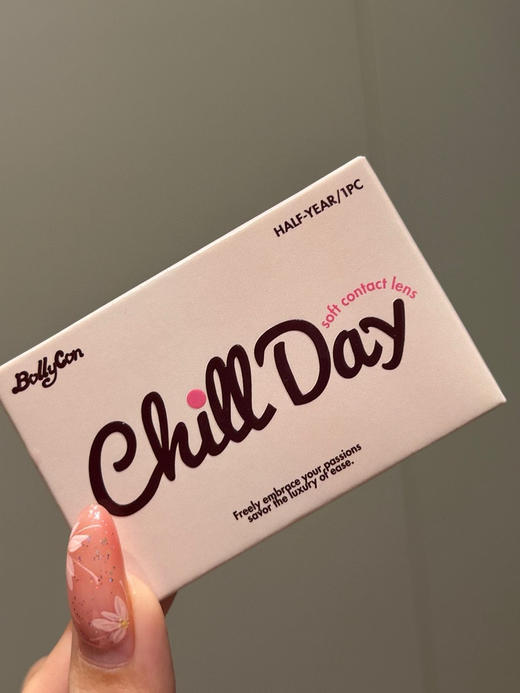 HALF-YEAR/1PC
BollyCon
soft contact lens
Chill Day
Freely embrace your passions
savor the luxury of ease.